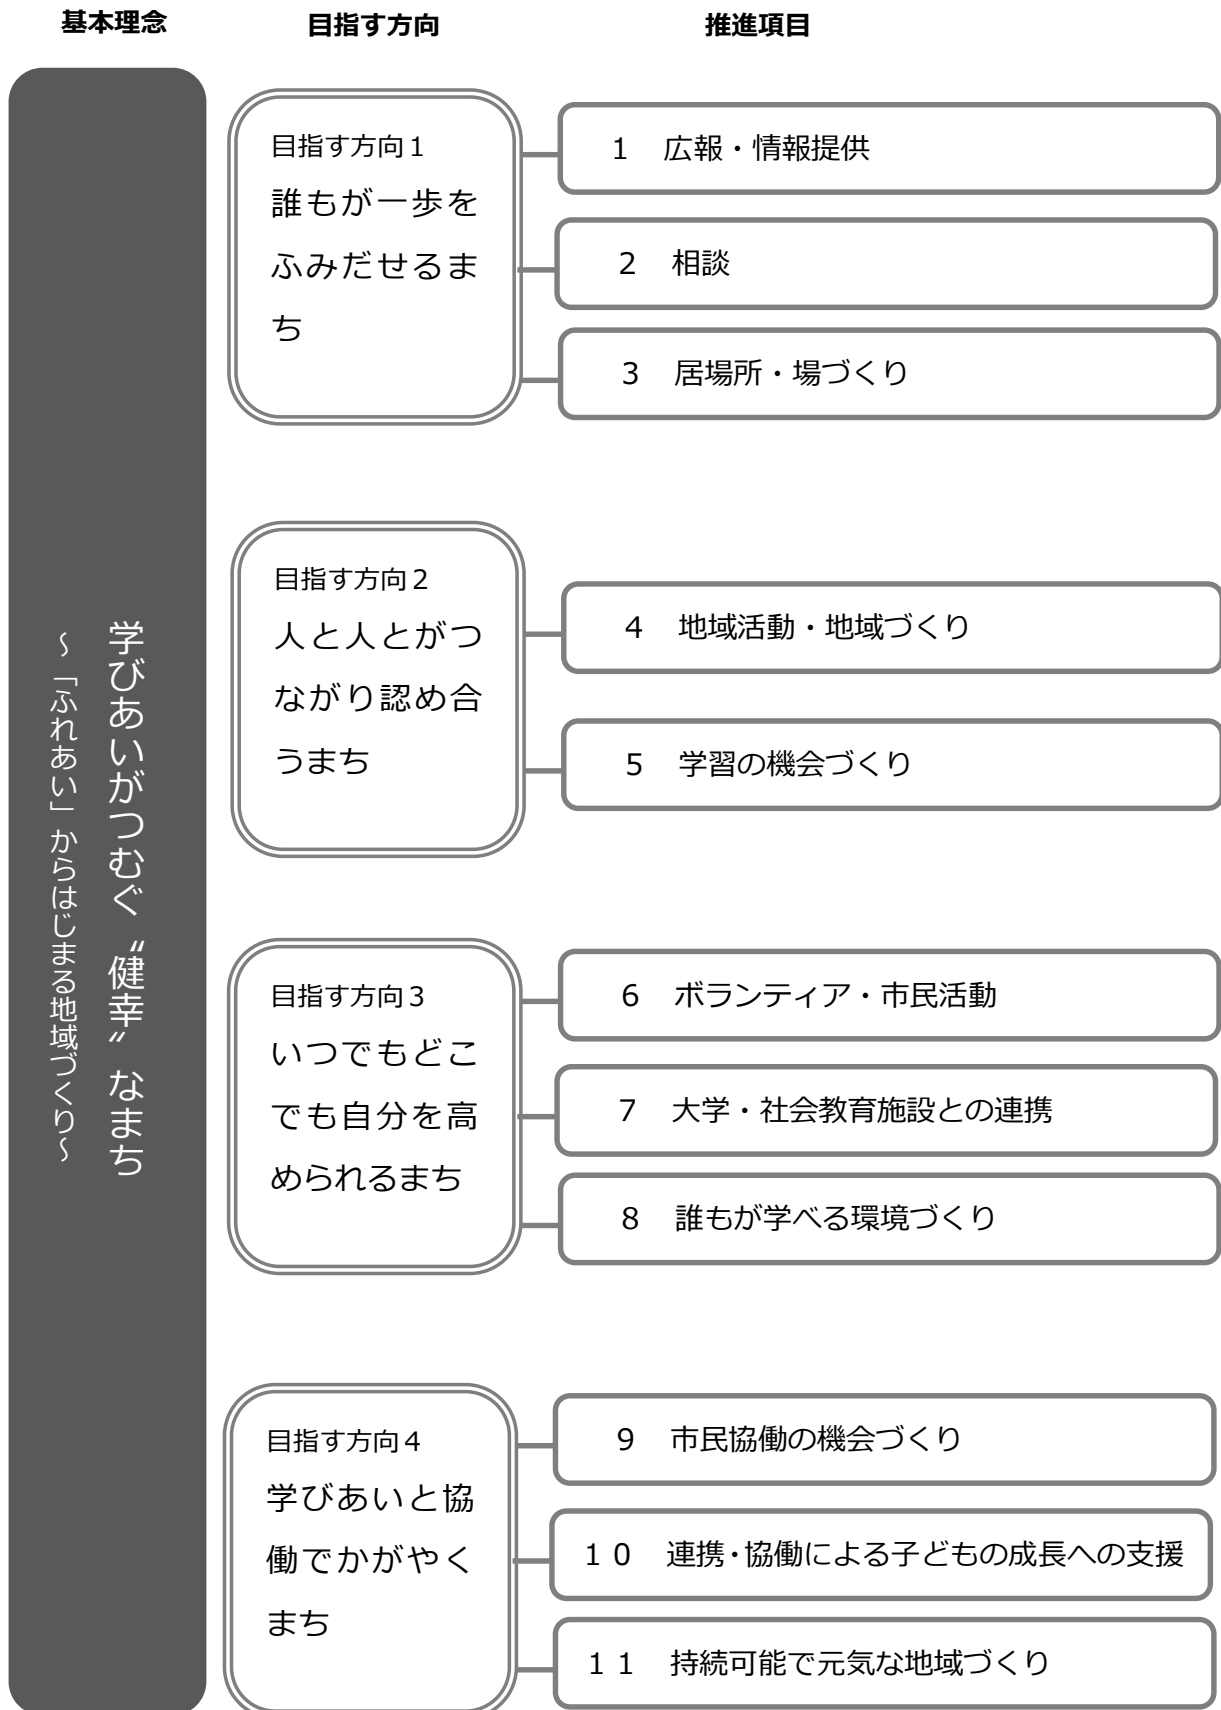 基本理念
目指す方向
推進項目
学びあいがつむぐ〝健幸〟なまち
～「ふれあい」からはじまる地域づくり～
目指す方向１
誰もが一歩を
ふみだせるま
ち
1 広報・情報提供
2 相談
3 居場所・場づくり
目指す方向２
人と人とがつ
ながり認め合
うまち
4 地域活動・地域づくり
5 学習の機会づくり
目指す方向３
いつでもどこ
でも自分を高
められるまち
6 ボランティア・市民活動
7 大学・社会教育施設との連携
8 誰もが学べる環境づくり
目指す方向４
学びあいと協
働でかがやく
まち
9 市民協働の機会づくり
１０ 連携・協働による子どもの成長への支援
１１ 持続可能で元気な地域づくり